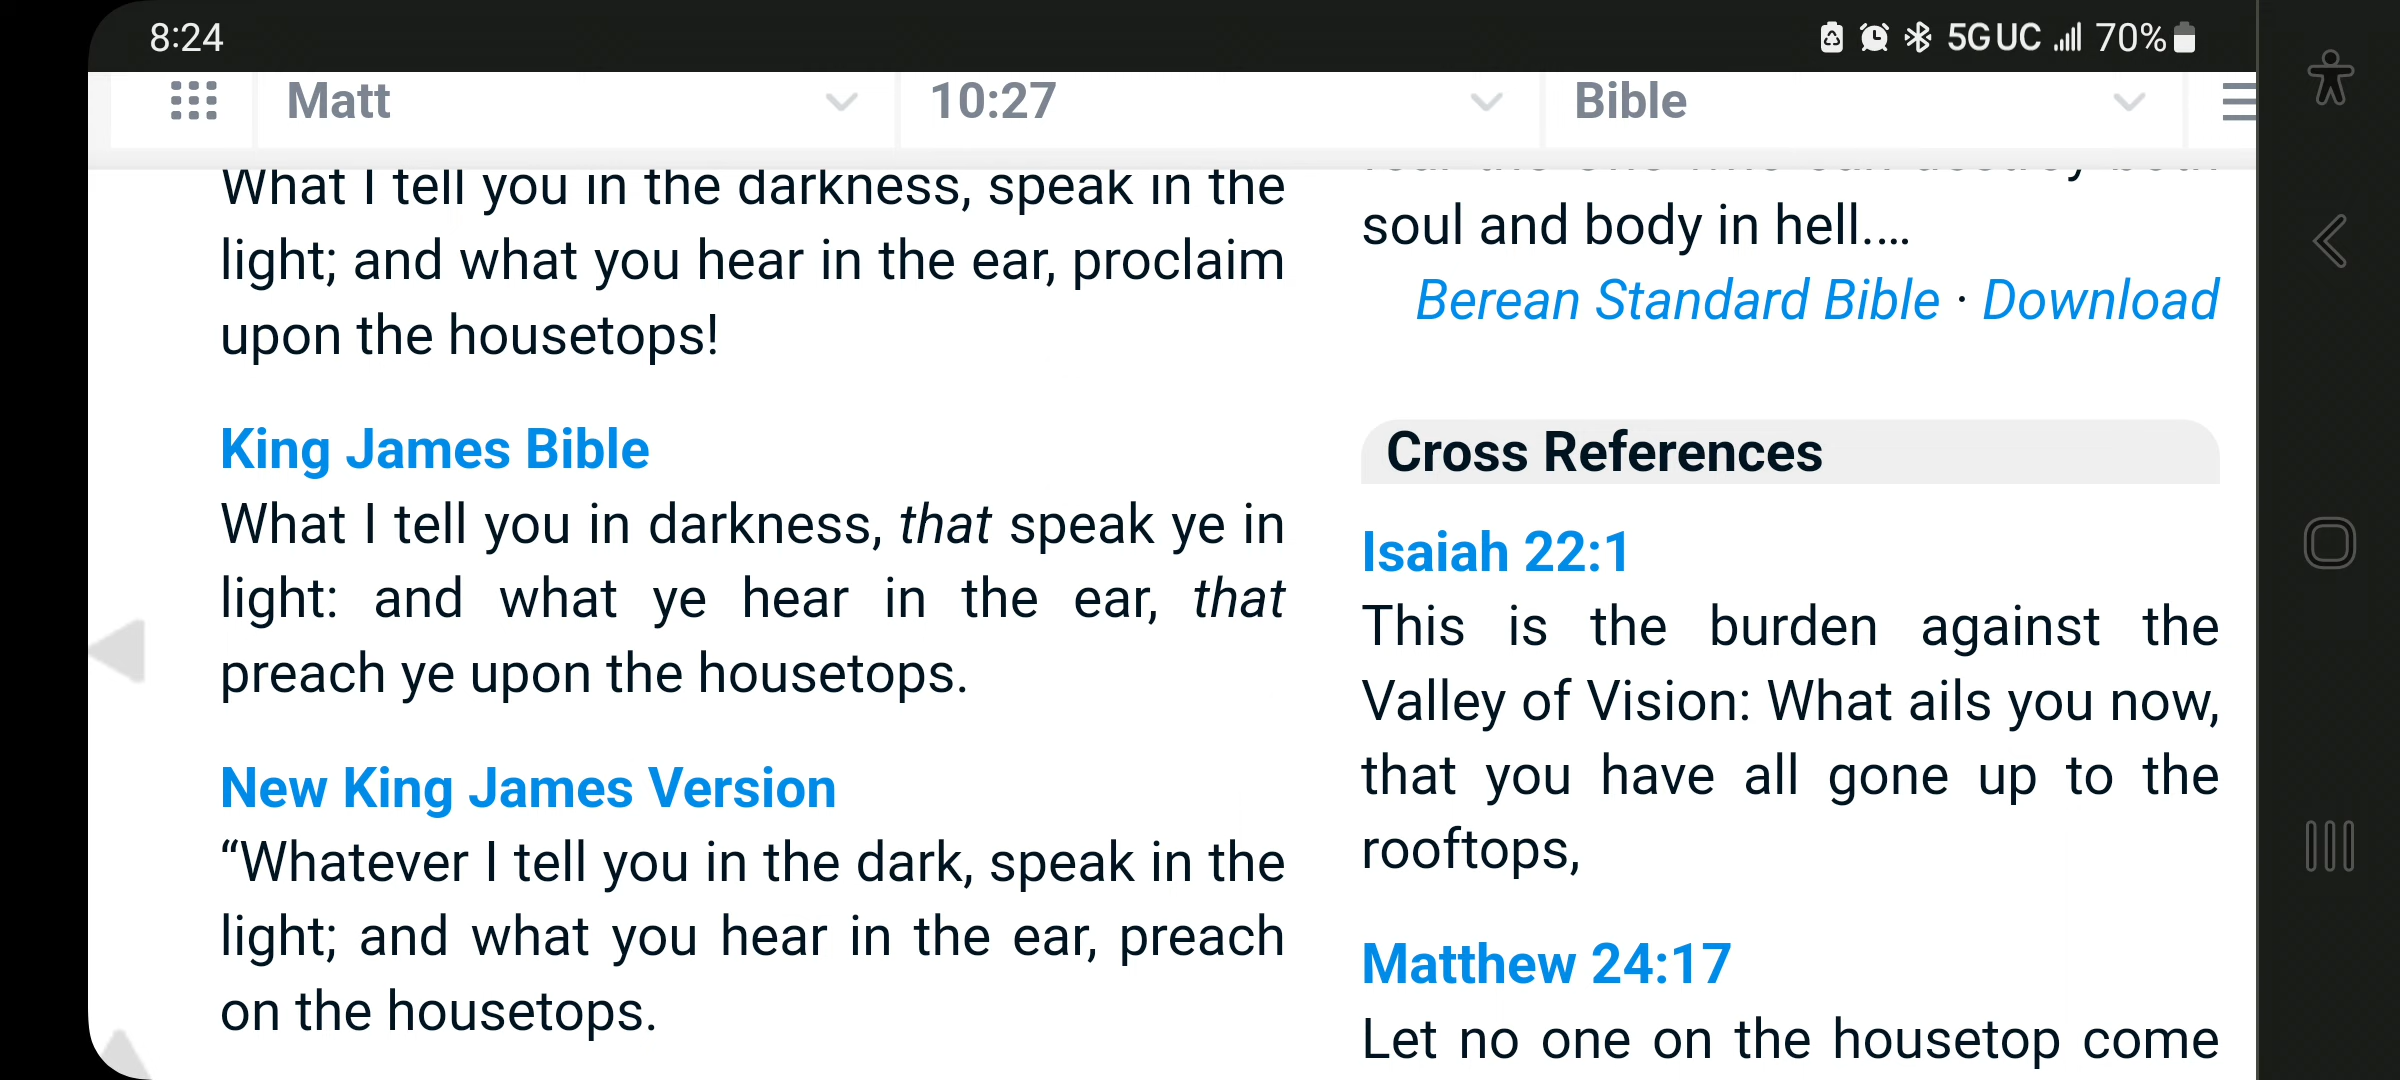 8:24
5G UC 70%
Matt
10:27
Bible
What I tell you in the darkness, speak in the
light; and what you hear in the ear, proclaim
upon the housetops!
King James Bible
What I tell you in darkness, that speak ye in
light: and what ye hear in the ear, that
preach ye upon the housetops.
New King James Version
“Whatever I tell you in the dark, speak in the
light; and what you hear in the ear, preach
on the housetops.
soul and body in hell.…
Berean Standard Bible · Download
Cross References
Isaiah 22:1
This is the burden against the
Valley of Vision: What ails you now,
that you have all gone up to the
rooftops,
Matthew 24:17
Let no one on the housetop come